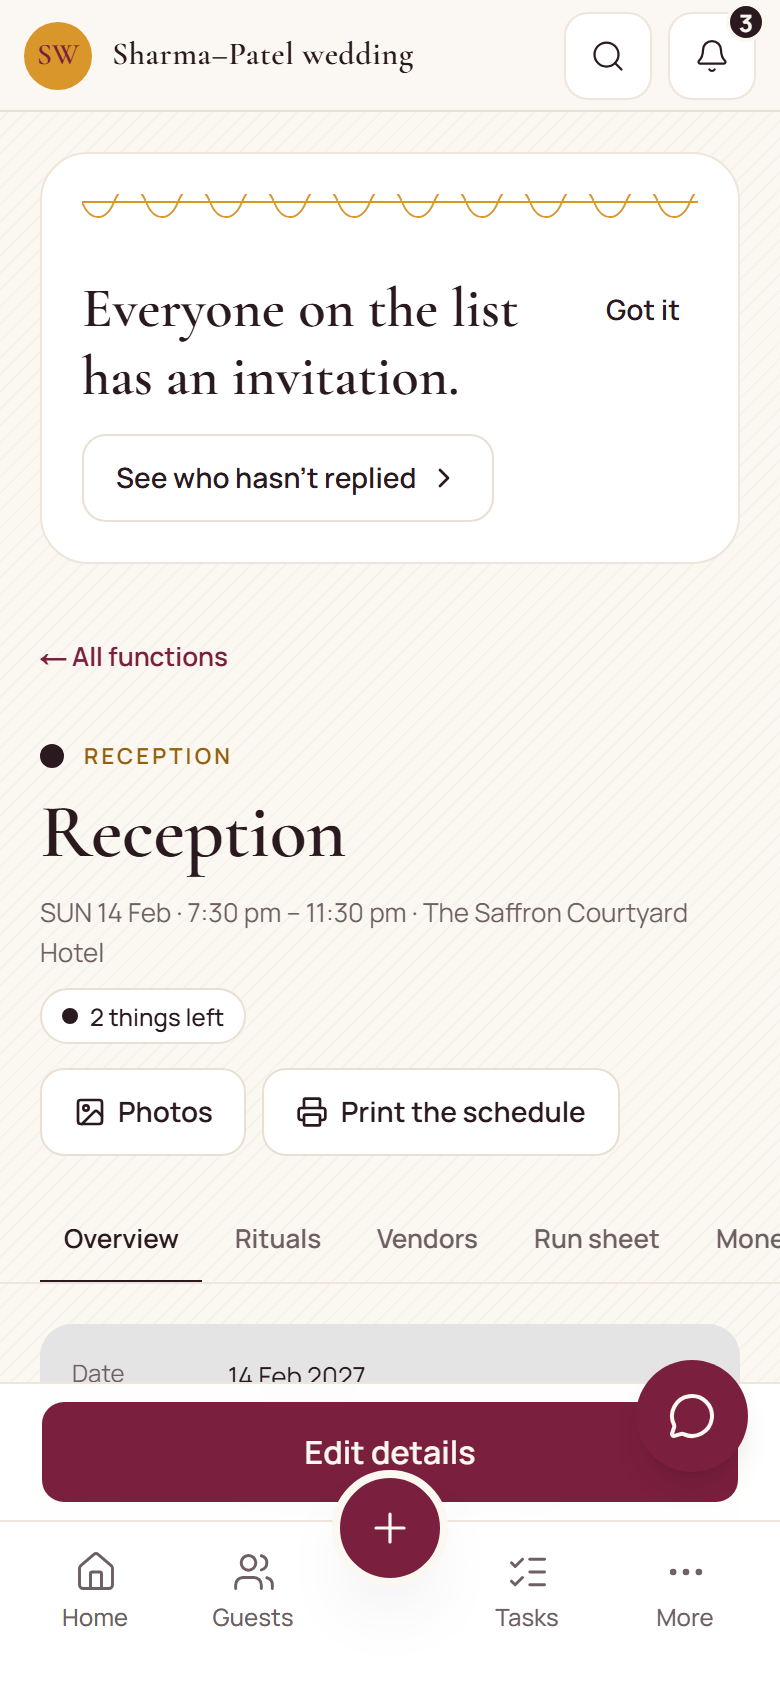 SW
Sharma–Patel wedding
3
Everyone on the list
has an invitation.
Got it
See who hasn't replied
← All functions
RECEPTION
Reception
SUN 14 Feb · 7:30 pm – 11:30 pm · The Saffron Courtyard
Hotel
2 things left
Photos
Print the schedule
Overview Rituals Vendors Run sheet Mone
Date 14 Feb 2027
Edit details
Home Guests Tasks More